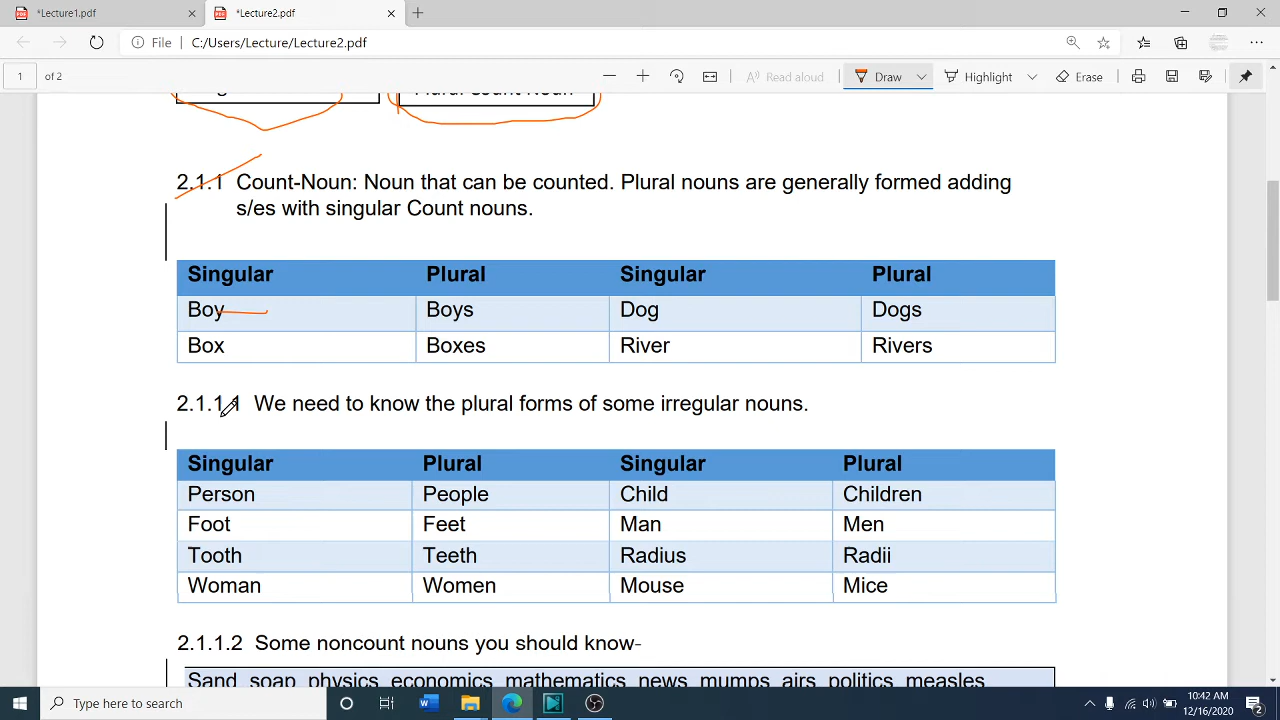 *Lecture1.pdf
*Lecture2.pdf
File C:/Users/Lecture/Lecture2.pdf
1 of 2 Read aloud Draw Highlight Erase
Plural Count Noun
2.1.1 Count-Noun: Noun that can be counted. Plural nouns are generally formed adding
s/es with singular Count nouns.
Singular Plural Singular Plural
Boy Boys Dog Dogs
Box Boxes River Rivers
2.1.1.1 We need to know the plural forms of some irregular nouns.
Singular Plural Singular Plural
Person People Child Children
Foot Feet Man Men
Tooth Teeth Radius Radii
Woman Women Mouse Mice
2.1.1.2 Some noncount nouns you should know-
Sand soap physics economics mathematics news mumps airs politics measles
Type here to search
10:42 AM
12/16/2020
2